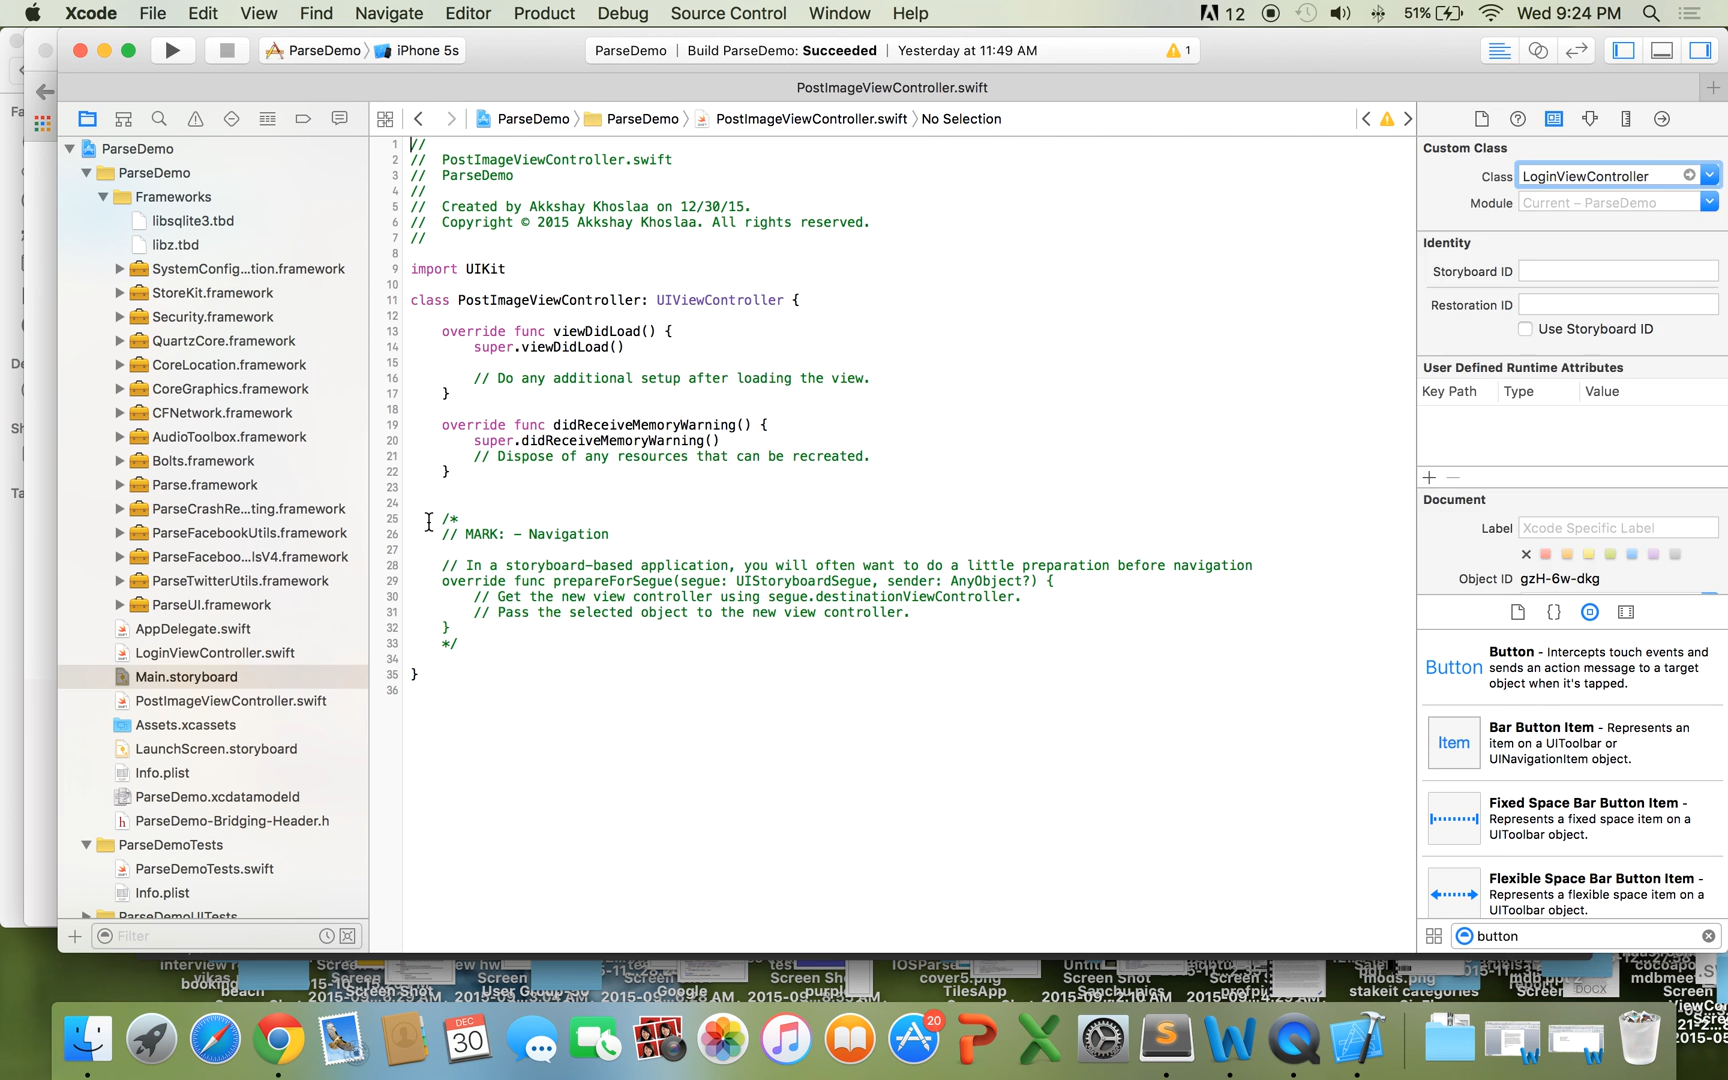 Xcode File Edit View Find Navigate Editor Product Debug Source Control Window Help 12 51% Wed 9:24 PM
ParseDemo iPhone 5s ParseDemo | Build ParseDemo: Succeeded | Yesterday at 11:49 AM 1
PostImageViewController.swift
ParseDemo ParseDemo PostImageViewController.swift No Selection
ParseDemo
ParseDemo
Frameworks
libsqlite3.tbd
libz.tbd
SystemConfig...tion.framework
StoreKit.framework
Security.framework
QuartzCore.framework
CoreLocation.framework
CoreGraphics.framework
CFNetwork.framework
AudioToolbox.framework
Bolts.framework
Parse.framework
ParseCrashRe...ting.framework
ParseFacebookUtils.framework
ParseFaceboo...lsV4.framework
ParseTwitterUtils.framework
ParseUI.framework
AppDelegate.swift
LoginViewController.swift
Main.storyboard
PostImageViewController.swift
Assets.xcassets
LaunchScreen.storyboard
Info.plist
ParseDemo.xcdatamodeld
h ParseDemo-Bridging-Header.h
ParseDemoTests
ParseDemoTests.swift
Info.plist
ParseDemoUITests
Filter
1 //
2 // PostImageViewController.swift
3 // ParseDemo
4 //
5 // Created by Akkshay Khoslaa on 12/30/15.
6 // Copyright © 2015 Akkshay Khoslaa. All rights reserved.
7 //
8
9 import UIKit
10
11 class PostImageViewController: UIViewController {
12
13 override func viewDidLoad() {
14 super.viewDidLoad()
15
16 // Do any additional setup after loading the view.
17 }
18
19 override func didReceiveMemoryWarning() {
20 super.didReceiveMemoryWarning()
21 // Dispose of any resources that can be recreated.
22 }
23
24
25 /*
26 // MARK: - Navigation
27
28 // In a storyboard-based application, you will often want to do a little preparation before navigation
29 override func prepareForSegue(segue: UIStoryboardSegue, sender: AnyObject?) {
30 // Get the new view controller using segue.destinationViewController.
31 // Pass the selected object to the new view controller.
32 }
33 */
34
35 }
36
Custom Class
Class LoginViewController
Module Current – ParseDemo
Identity
Storyboard ID
Restoration ID
Use Storyboard ID
User Defined Runtime Attributes
Key Path Type Value
Document
Label Xcode Specific Label
Object ID gzH-6w-dkg
Button Button - Intercepts touch events and
sends an action message to a target
object when it's tapped.
Item Bar Button Item - Represents an
item on a UIToolbar or
UINavigationItem object.
Fixed Space Bar Button Item -
Represents a fixed space item on a
UIToolbar object.
Flexible Space Bar Button Item -
Represents a flexible space item on a
UIToolbar object.
button
DEC
30
20